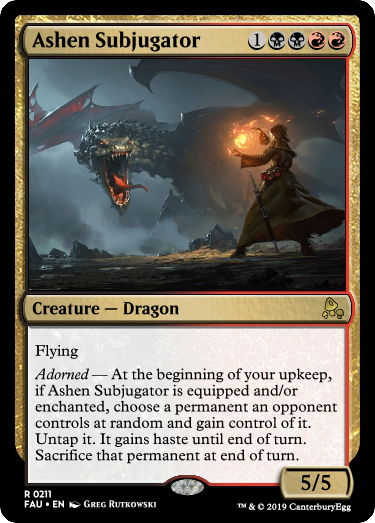 Ashen Subjugator 1
Creature — Dragon
Flying
Adorned — At the beginning of your upkeep,
if Ashen Subjugator is equipped and/or
enchanted, choose a permanent an opponent
controls at random and gain control of it.
Untap it. It gains haste until end of turn.
Sacrifice that permanent at end of turn.
5/5
R 0211
FAU • EN Greg Rutkowski
™ & © 2019 CanterburyEgg